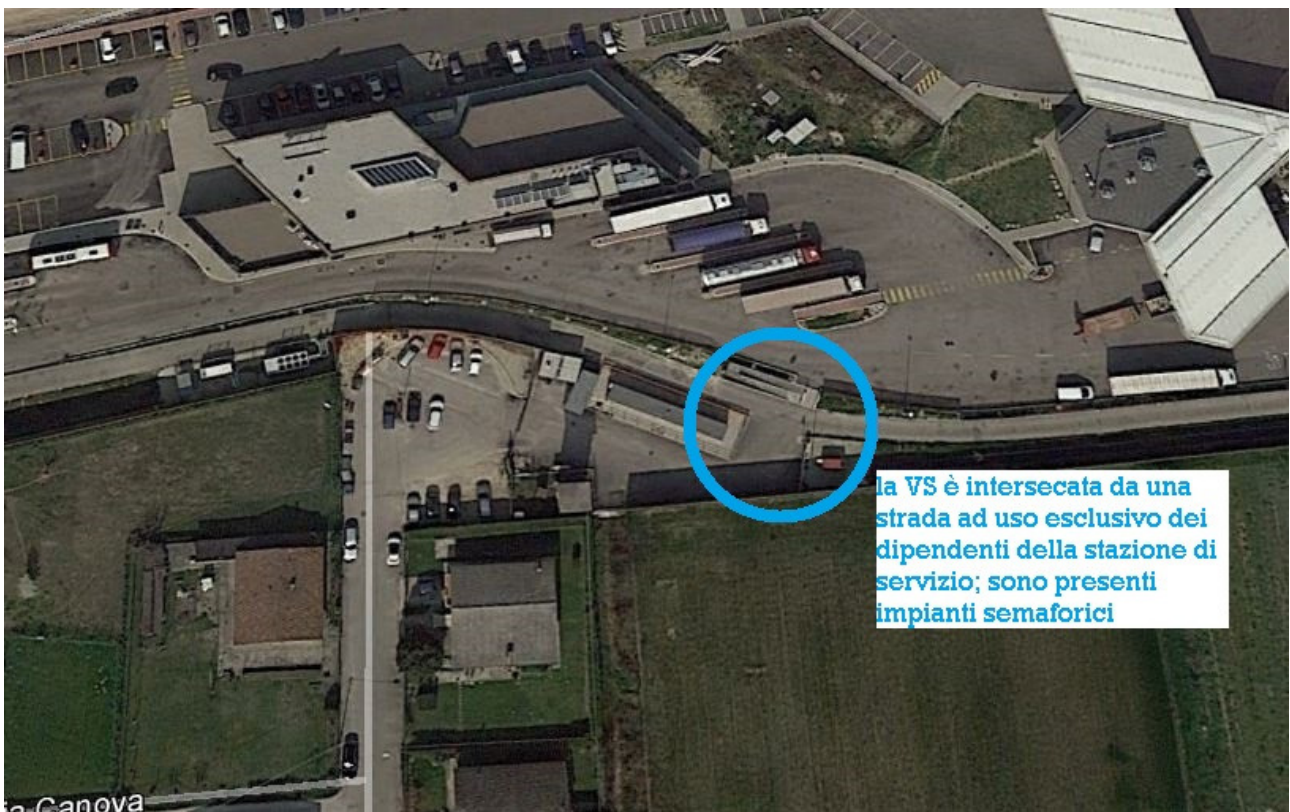 la VS è intersecata da una
strada ad uso esclusivo dei
dipendenti della stazione di
servizio; sono presenti
impianti semaforici
Canova